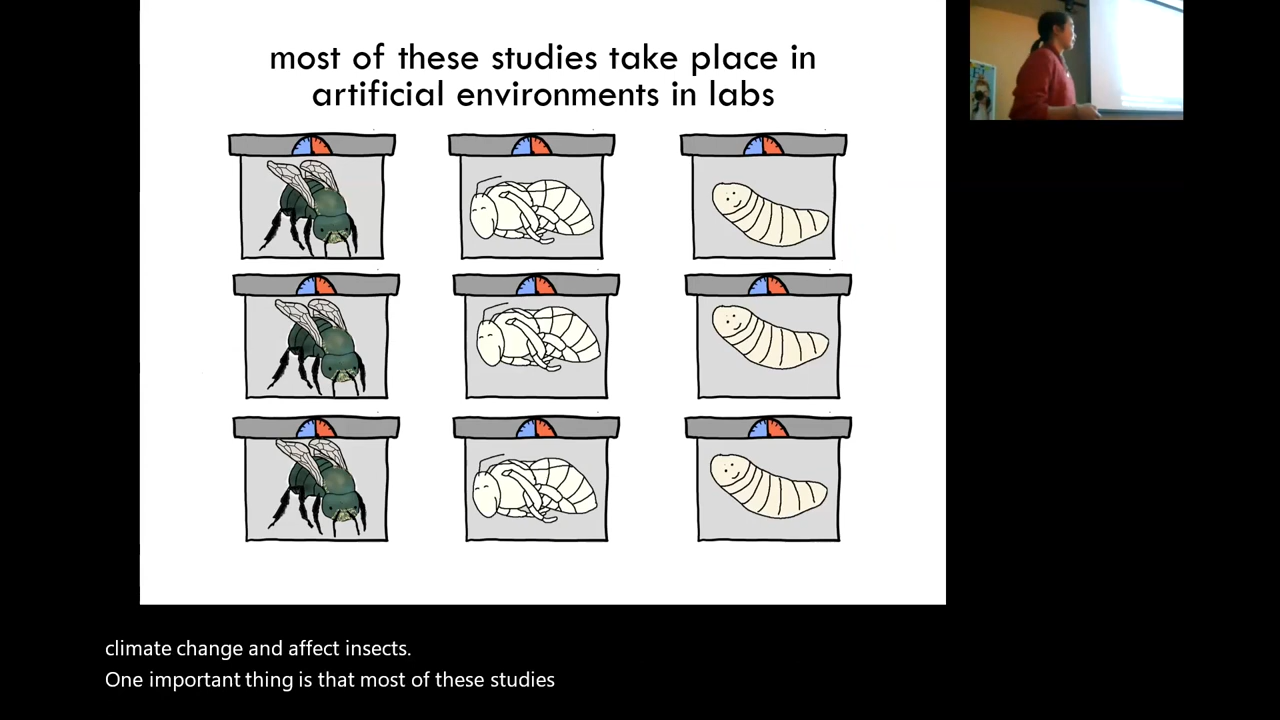 most of these studies take place in
artificial environments in labs
climate change and affect insects.
One important thing is that most of these studies